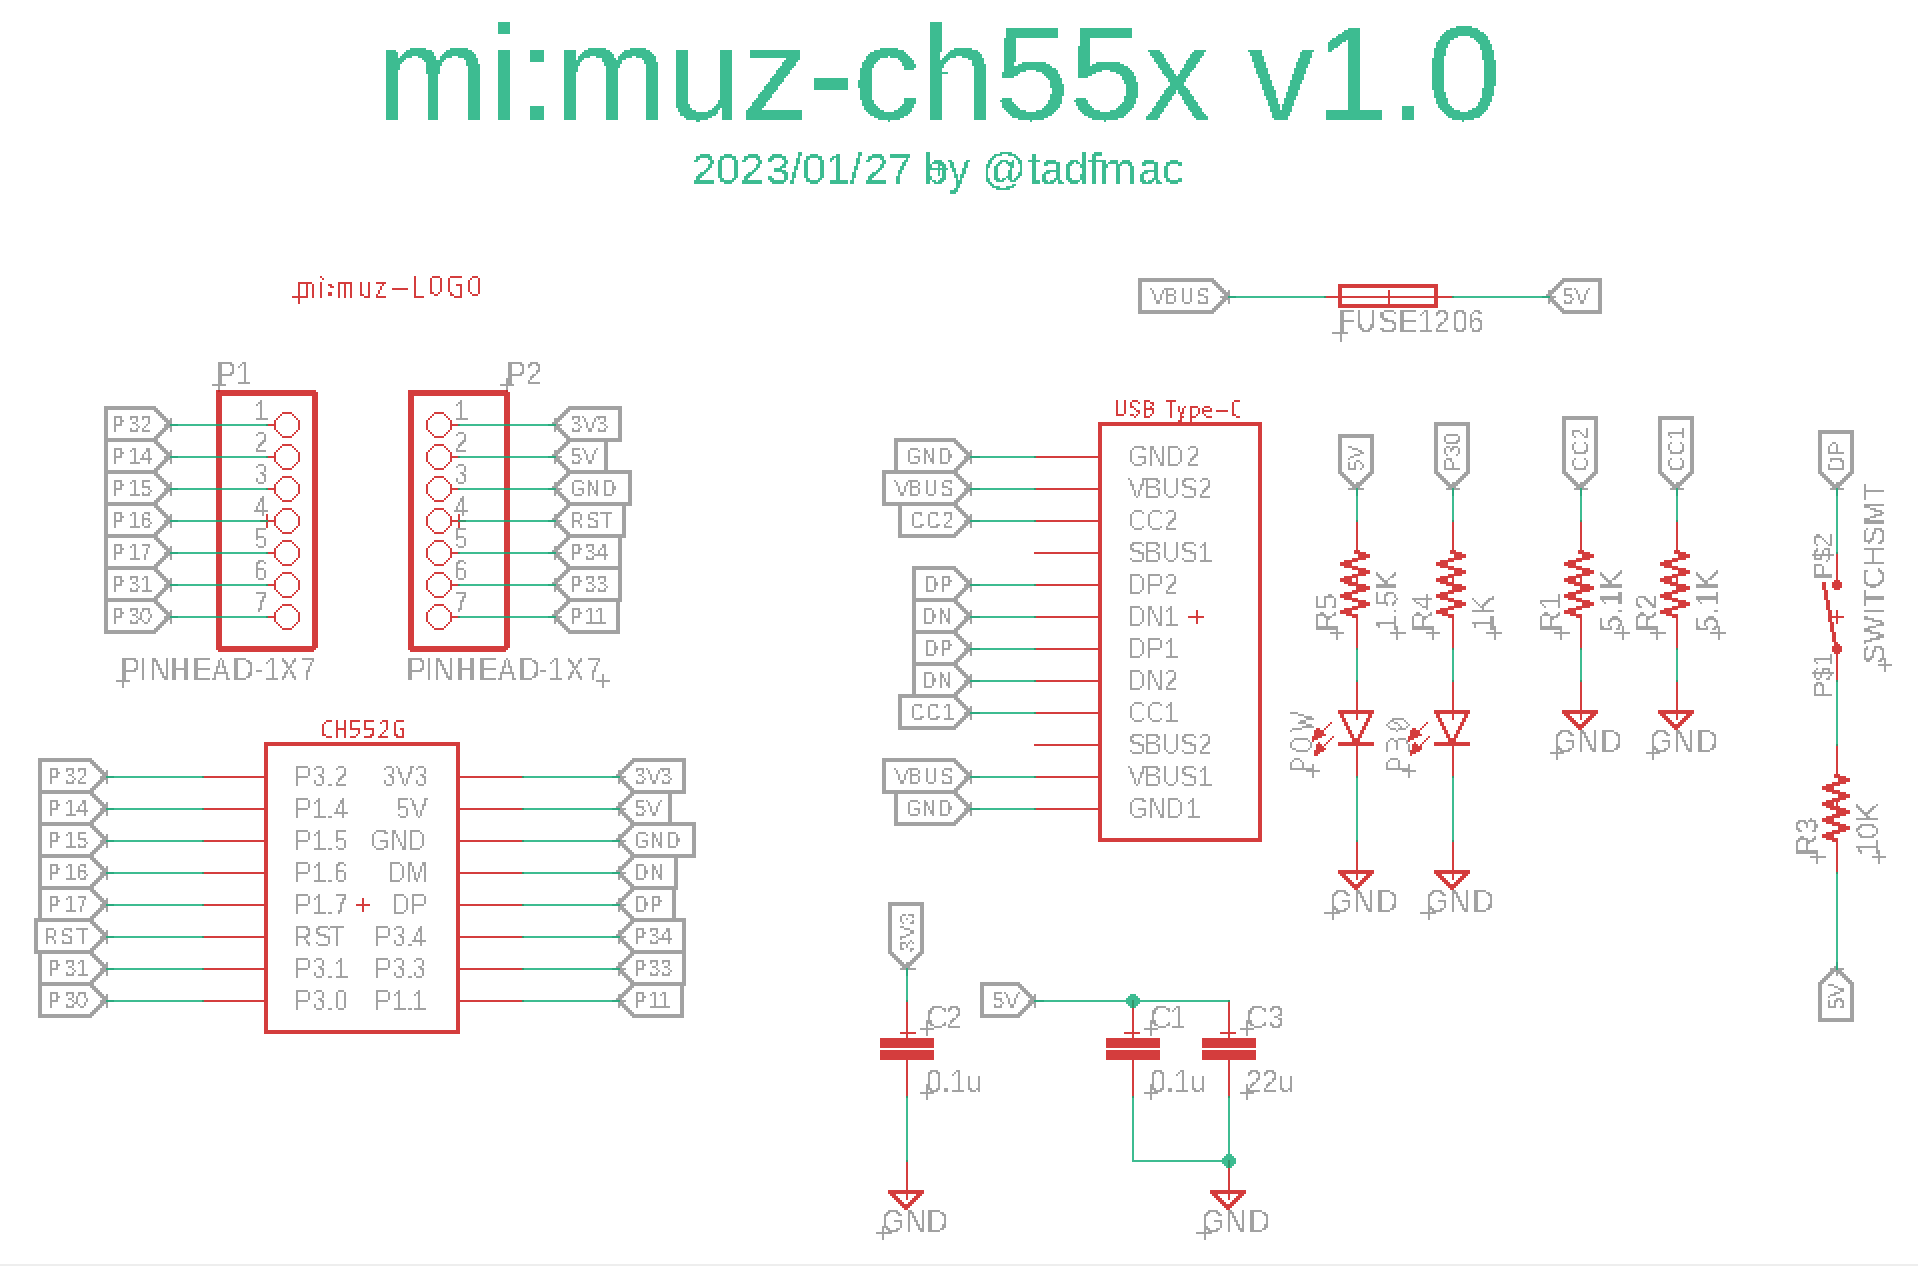 mi:muz-ch55x v1.0
2023/01/27 by @tadfmac
mi:muz-LOGO
VBUS 5V
FUSE1206
P1 P2
P32 1 1 3V3
P14 2 2 5V
P15 3 3 GND
P16 4 4 RST
P17 5 5 P34
P31 6 6 P33
P30 7 7 P11
PINHEAD-1X7 PINHEAD-1X7
CH552G
P32 P3.2 3V3 3V3
P14 P1.4 5V 5V
P15 P1.5 GND GND
P16 P1.6 DM DN
P17 P1.7 DP DP
RST RST P3.4 P34
P31 P3.1 P3.3 P33
P30 P3.0 P1.1 P11
USB Type-C
GND GND2
VBUS VBUS2
CC2 CC2
SBUS1
DP DP2
DN DN1
DP DP1
DN DN2
CC1 CC1
SBUS2
VBUS VBUS1
GND GND1
5V
R5
1.5K
POW
GND
P30
R4
1K
P30
GND
CC2
R1
5.1K
GND
CC1
R2
5.1K
GND
DP
P$2
SWITCHSMT
P$1
R3
10K
5V
3V3
C2
0.1u
GND
5V
C1 C3
0.1u 22u
GND